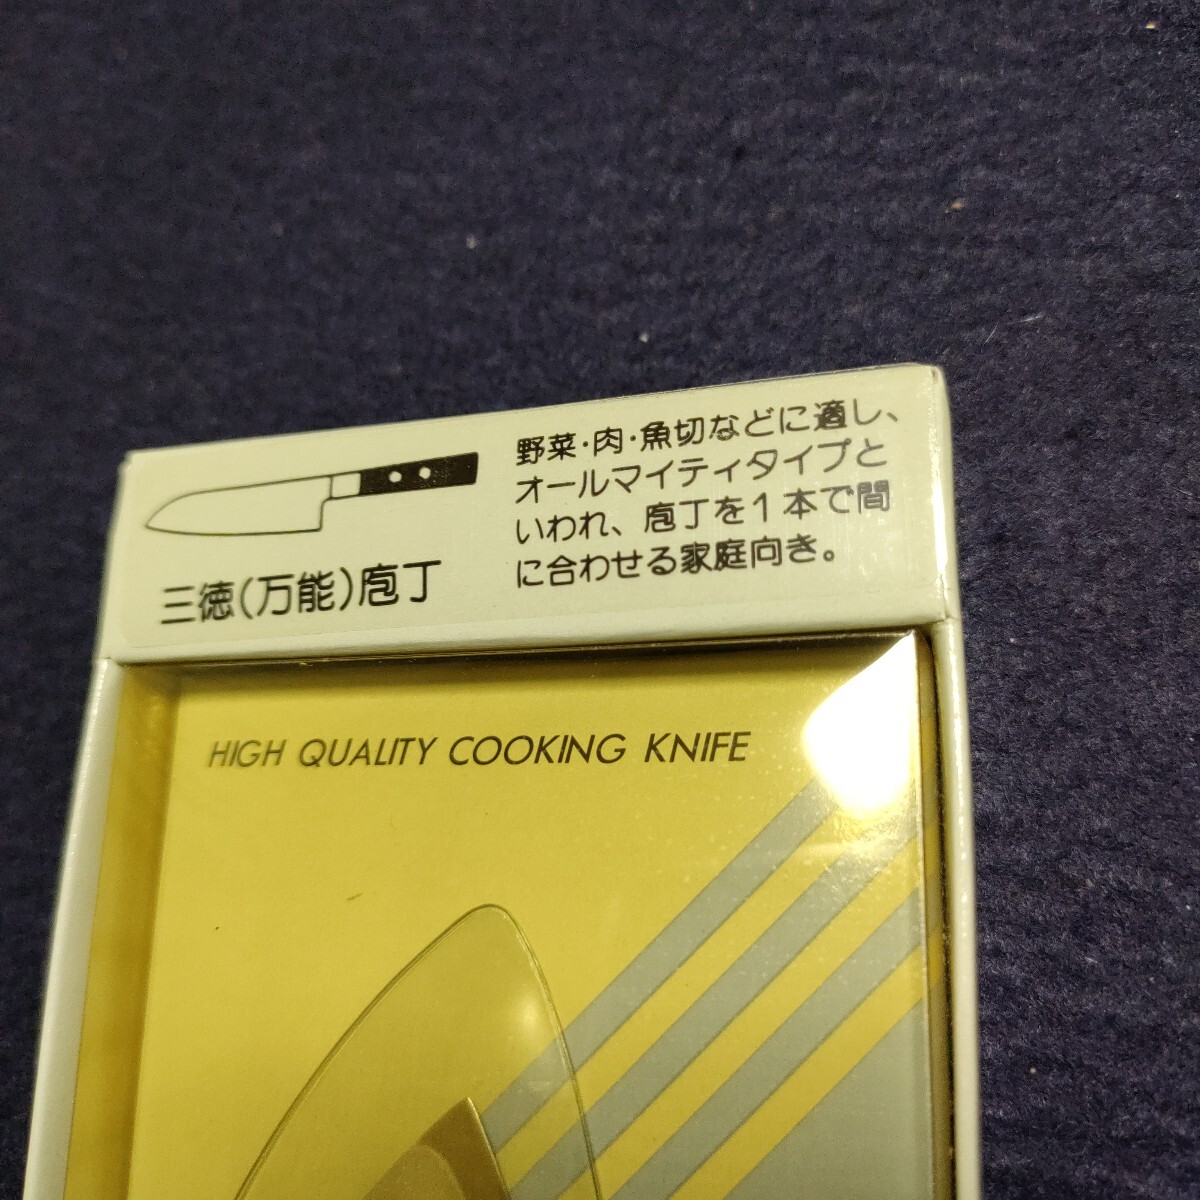 野菜・肉・魚切などに適し、
オールマイティタイプと
いわれ、庖丁を1本で間
に合わせる家庭向き。
三徳(万能)庖丁
HIGH QUALITY COOKING KNIFE